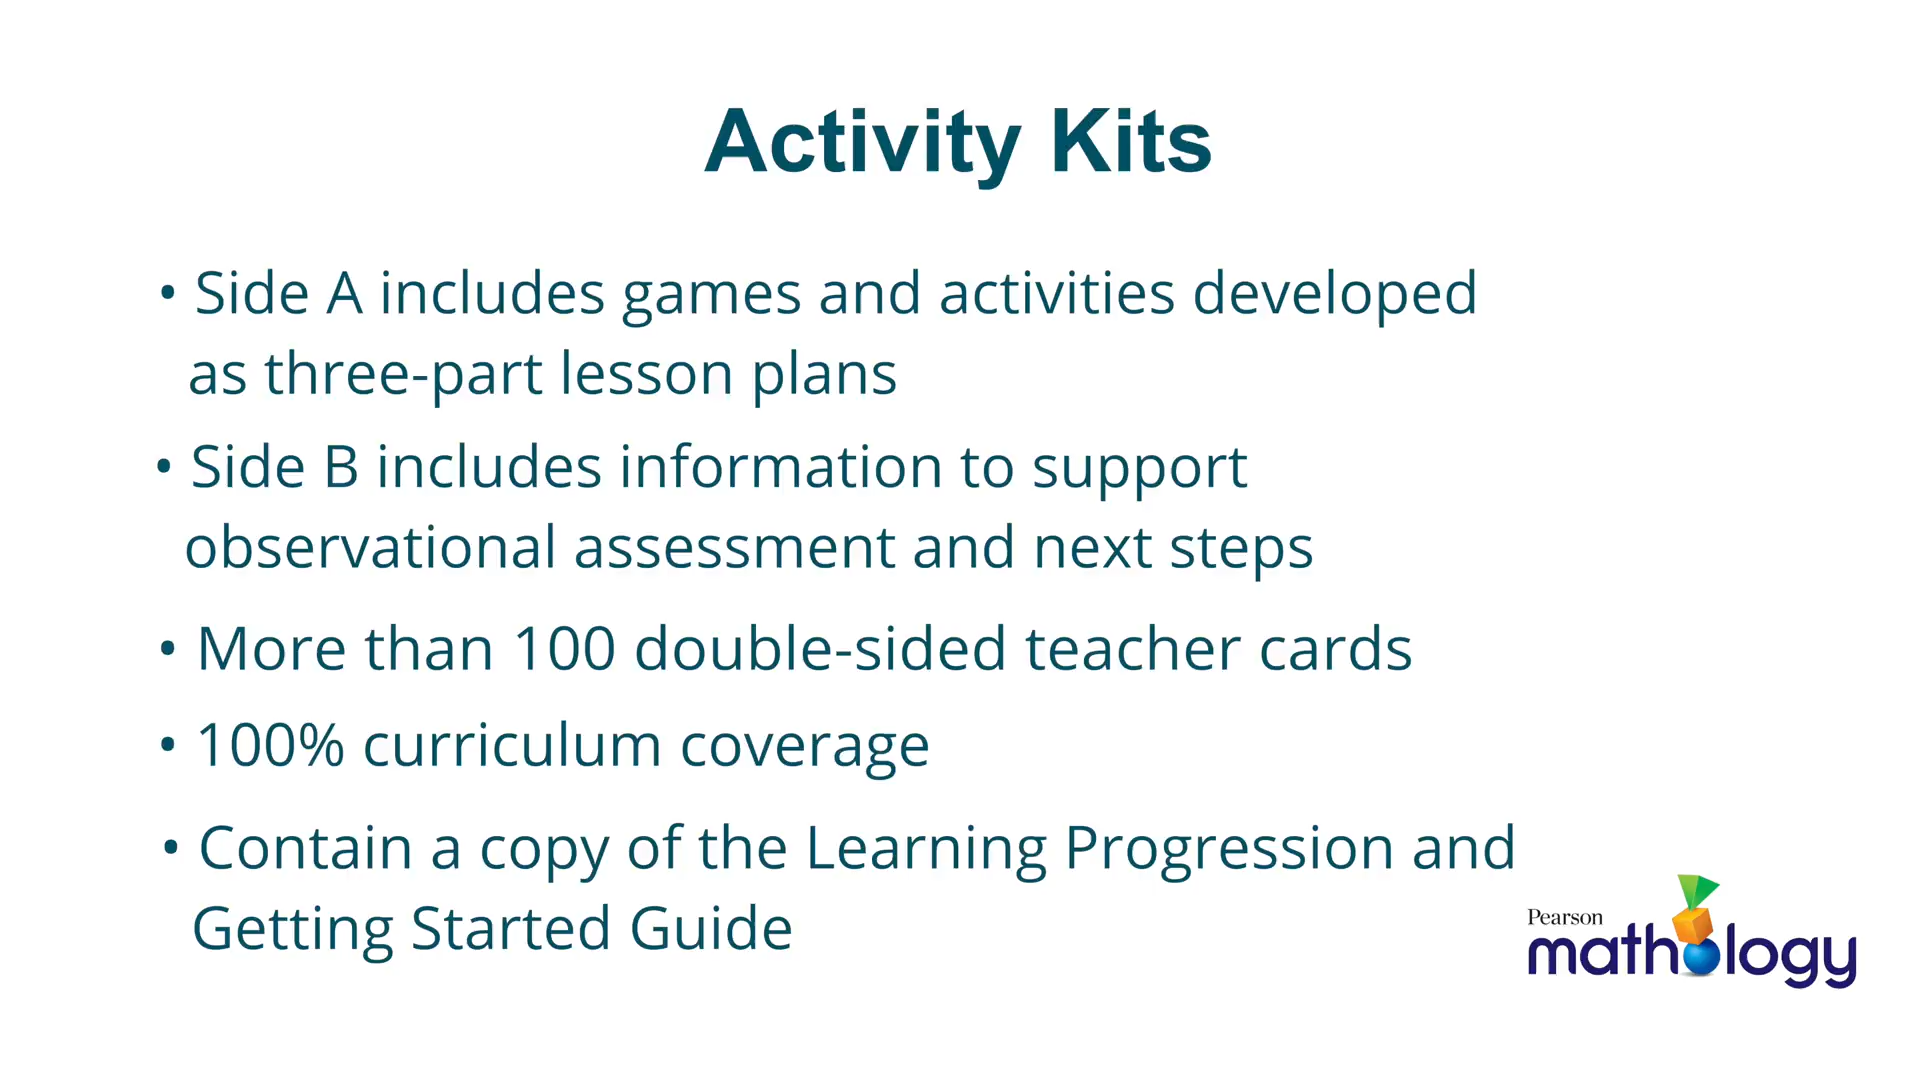 Activity Kits
• Side A includes games and activities developed
as three-part lesson plans
• Side B includes information to support
observational assessment and next steps
• More than 100 double-sided teacher cards
• 100% curriculum coverage
• Contain a copy of the Learning Progression and
Getting Started Guide
Pearson
mathology